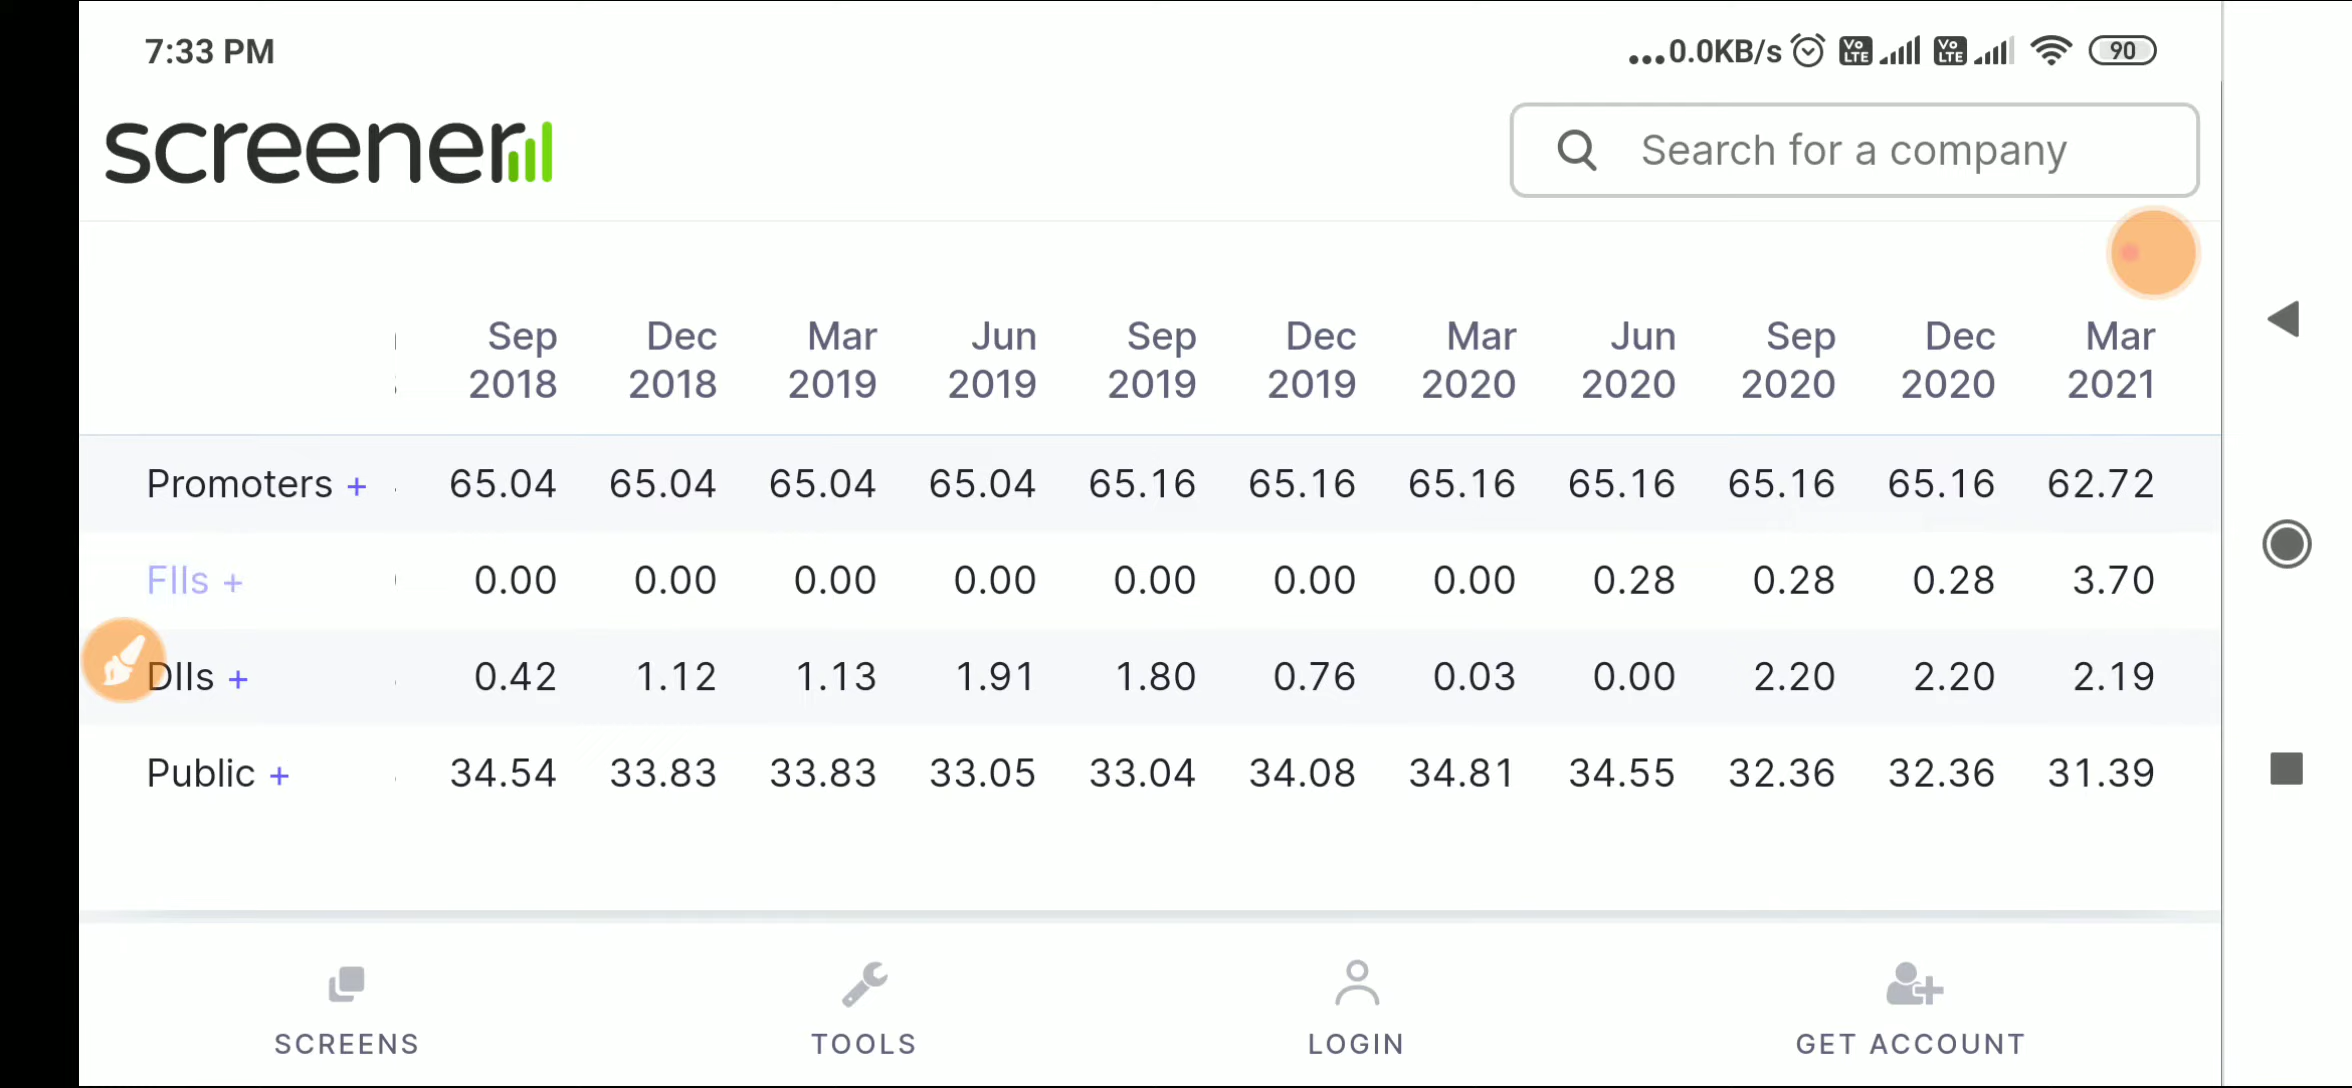 7:33 PM
...0.0KB/s Vo LTE Vo LTE 90
screener
Search for a company
Sep Dec Mar Jun Sep Dec Mar Jun Sep Dec Mar
2018 2018 2019 2019 2019 2019 2020 2020 2020 2020 2021
Promoters + 65.04 65.04 65.04 65.04 65.16 65.16 65.16 65.16 65.16 65.16 62.72
FIIs + 0.00 0.00 0.00 0.00 0.00 0.00 0.00 0.28 0.28 0.28 3.70
DIIs + 0.42 1.12 1.13 1.91 1.80 0.76 0.03 0.00 2.20 2.20 2.19
Public + 34.54 33.83 33.83 33.05 33.04 34.08 34.81 34.55 32.36 32.36 31.39
SCREENS TOOLS LOGIN GET ACCOUNT